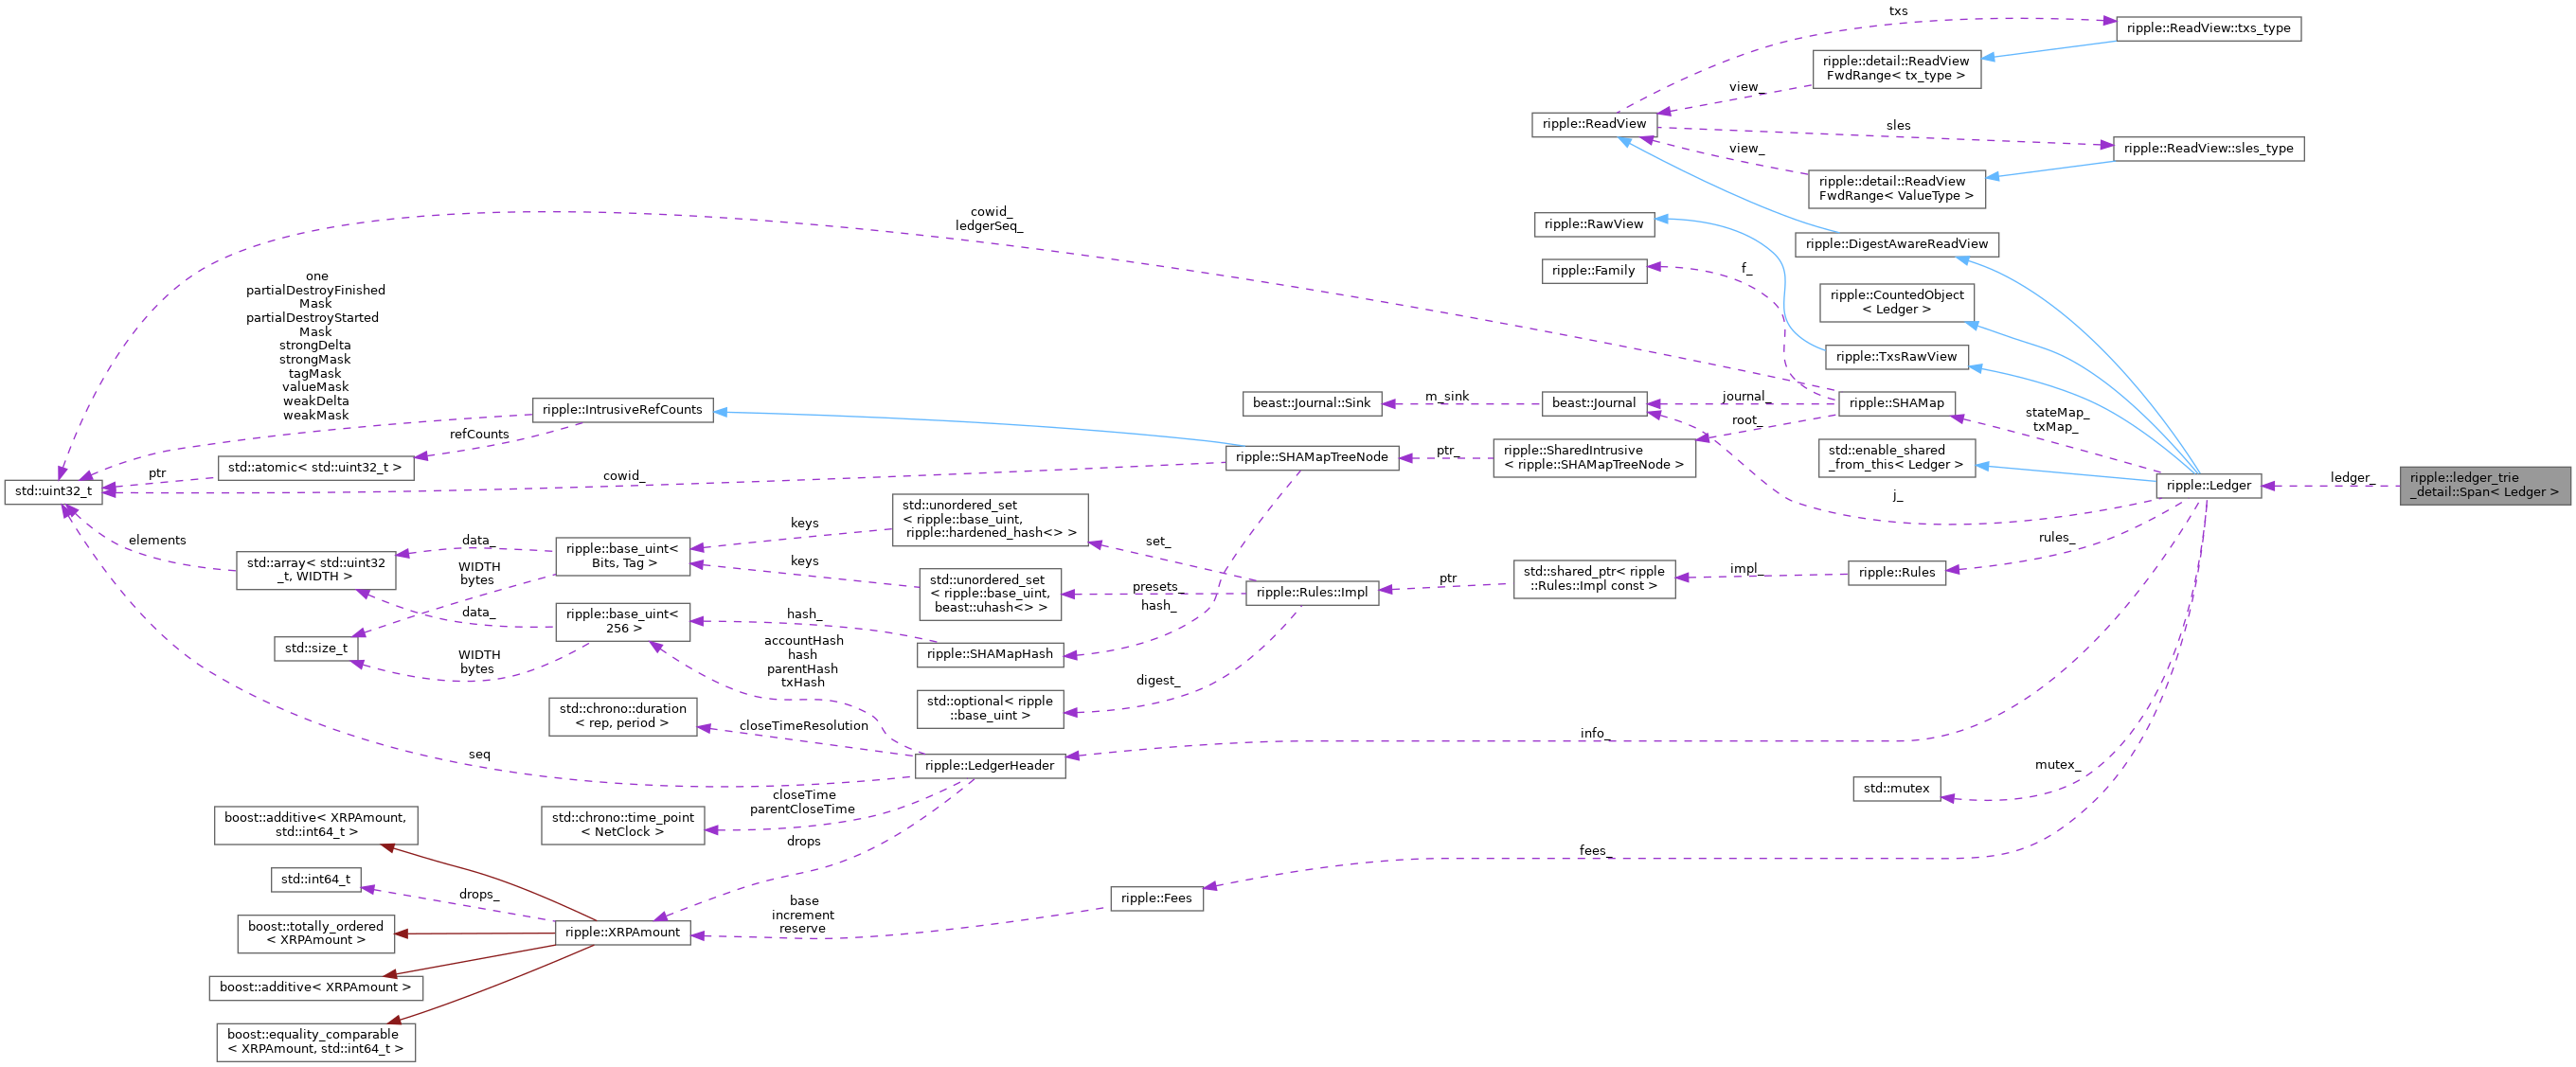 txs
ripple::ReadView::txs_type
ripple::detail::ReadView
FwdRange< tx_type >
view_
ripple::ReadView
sles
ripple::ReadView::sles_type
view_
ripple::detail::ReadView
FwdRange< ValueType >
cowid_
ledgerSeq_
ripple::RawView
ripple::DigestAwareReadView
f_
ripple::Family
one
partialDestroyFinished
Mask
partialDestroyStarted
Mask
strongDelta
strongMask
tagMask
valueMask
weakDelta
weakMask
ripple::CountedObject
< Ledger >
ripple::TxsRawView
ripple::IntrusiveRefCounts
beast::Journal::Sink
m_sink
beast::Journal
journal_
ripple::SHAMap
root_
stateMap_
txMap_
refCounts
ripple::SHAMapTreeNode
ptr_
ripple::SharedIntrusive
< ripple::SHAMapTreeNode >
std::enable_shared
_from_this< Ledger >
ptr
std::atomic< std::uint32_t >
cowid_
std::uint32_t
j_
ripple::Ledger
ledger_
ripple::ledger_trie
_detail::Span< Ledger >
std::unordered_set
< ripple::base_uint,
ripple::hardened_hash<> >
keys
set_
elements
data_
ripple::base_uint<
Bits, Tag >
rules_
std::array< std::uint32
_t, WIDTH >
WIDTH
bytes
keys
std::unordered_set
< ripple::base_uint,
beast::uhash<> >
presets_
hash_
ripple::Rules::Impl
ptr
std::shared_ptr< ripple
::Rules::Impl const >
impl_
ripple::Rules
data_
ripple::base_uint<
256 >
hash_
std::size_t
WIDTH
bytes
accountHash
hash
parentHash
txHash
ripple::SHAMapHash
digest_
std::optional< ripple
::base_uint >
std::chrono::duration
< rep, period >
closeTimeResolution
info_
seq
ripple::LedgerHeader
mutex_
std::mutex
closeTime
parentCloseTime
std::chrono::time_point
< NetClock >
boost::additive< XRPAmount,
std::int64_t >
drops
fees_
std::int64_t
drops_
base
increment
reserve
ripple::Fees
boost::totally_ordered
< XRPAmount >
ripple::XRPAmount
boost::additive< XRPAmount >
boost::equality_comparable
< XRPAmount, std::int64_t >